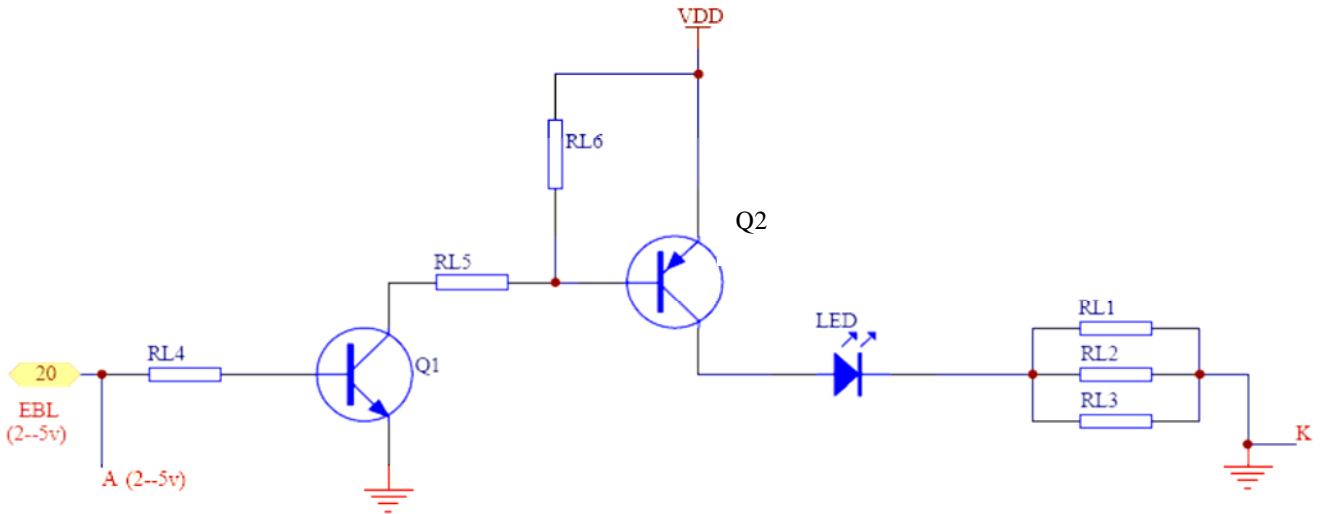 VDD
RL6
Q2
RL5
LED
RL1
RL2
RL3
RL4
Q1
20
EBL
(2--5v)
A (2--5v)
K